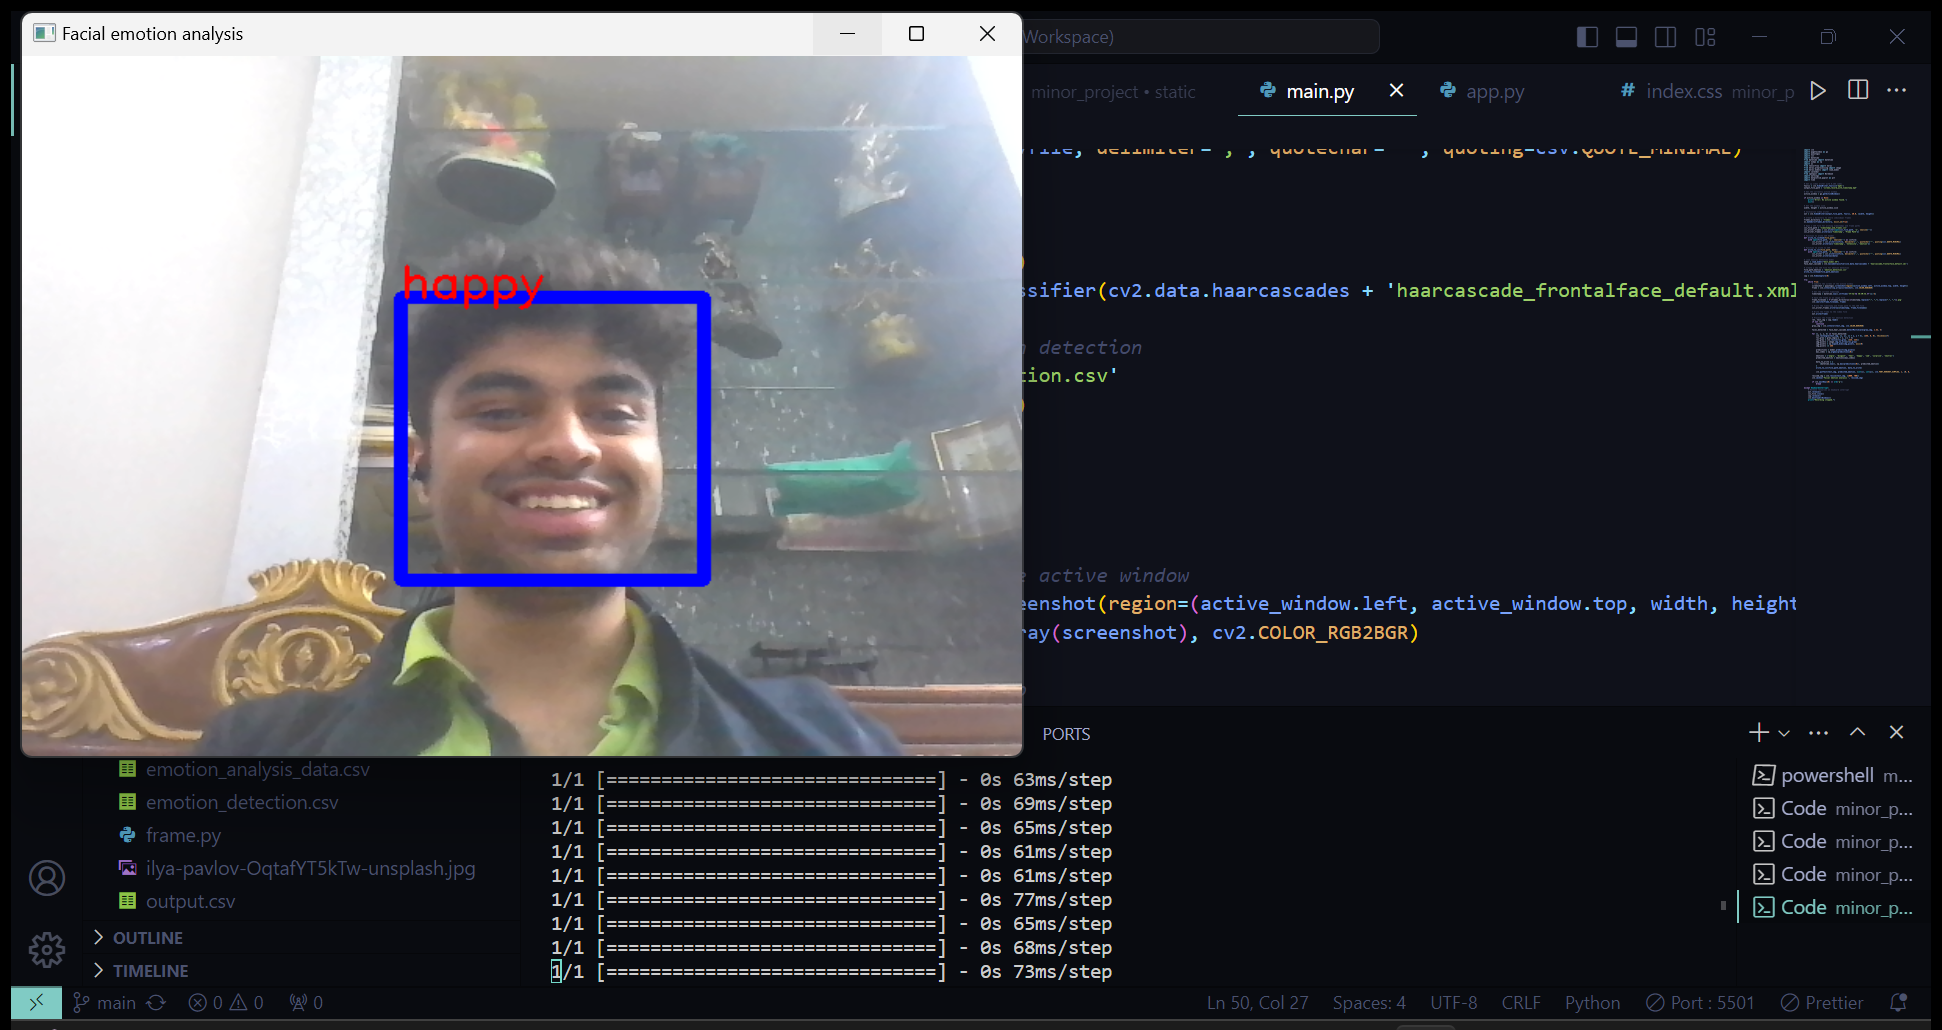 Facial emotion analysis
Workspace)
minor_project • static
main.py
app.py
# index.css minor_p
quoting=csv.QUOTE_MINIMAL)
happy
ssifier(cv2.data.haarcascades + 'haarcascade_frontalface_default.xml
detection
tion.csv'
active window
eenshot(region=(active_window.left, active_window.top, width, height
ray(screenshot), cv2.COLOR_RGB2BGR)
PORTS
emotion_analysis_data.csv
emotion_detection.csv
frame.py
ilya-pavlov-OqtafYT5kTw-unsplash.jpg
output.csv
OUTLINE
TIMELINE
1/1 [==============================] - 0s 63ms/step
1/1 [==============================] - 0s 69ms/step
1/1 [==============================] - 0s 65ms/step
1/1 [==============================] - 0s 61ms/step
1/1 [==============================] - 0s 61ms/step
1/1 [==============================] - 0s 77ms/step
1/1 [==============================] - 0s 65ms/step
1/1 [==============================] - 0s 68ms/step
1/1 [==============================] - 0s 73ms/step
powershell m...
Code minor_p...
Code minor_p...
Code minor_p...
Code minor_p...
main 0 0 0 Ln 50, Col 27 Spaces: 4 UTF-8 CRLF Python Port : 5501 Prettier